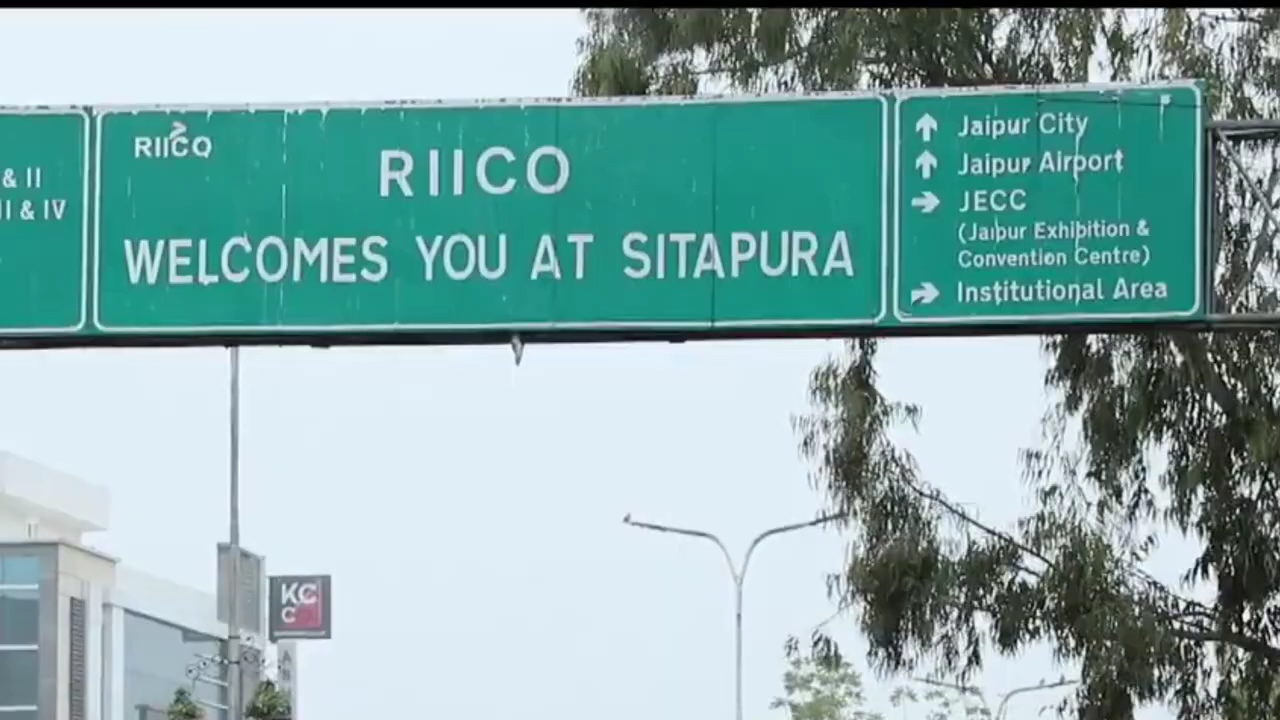 & II
II & IV
RIICO
RIICO
WELCOMES YOU AT SITAPURA
Jaipur City
Jaipur Airport
JECC
(Jaipur Exhibition &
Convention Centre)
Institutional Area
KC